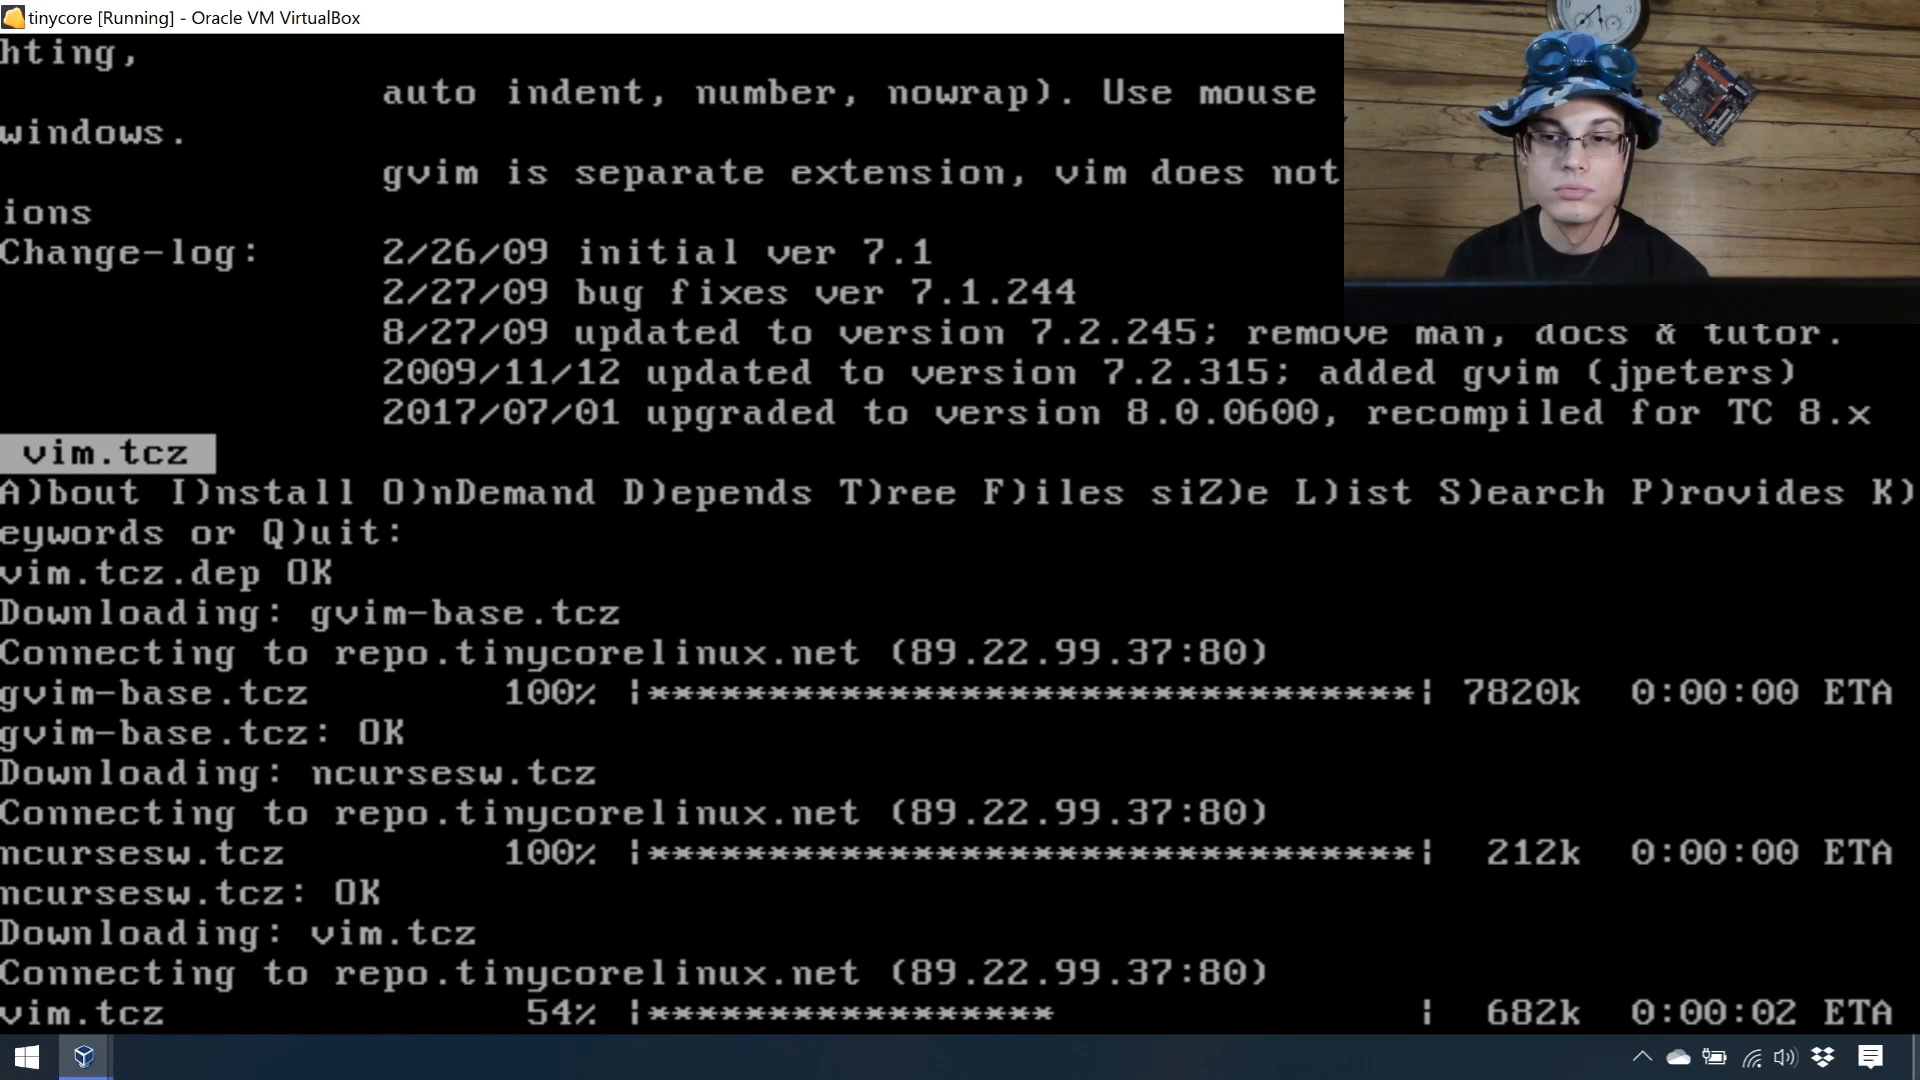 tinycore [Running] - Oracle VM VirtualBox
hting,
auto indent, number, nowrap). Use mouse
windows.
gvim is separate extension, vim does not
ions
Change-log: 2/26/09 initial ver 7.1
2/27/09 bug fixes ver 7.1.244
8/27/09 updated to version 7.2.245; remove man, docs & tutor.
2009/11/12 updated to version 7.2.315; added gvim (jpeters)
2017/07/01 upgraded to version 8.0.0600, recompiled for TC 8.x
vim.tcz
A)bout I)nstall O)nDemand D)epends T)ree F)iles siZ)e L)ist S)earch P)rovides K)
eywords or Q)uit:
vim.tcz.dep OK
Downloading: gvim-base.tcz
Connecting to repo.tinycorelinux.net (89.22.99.37:80)
gvim-base.tcz 100% |********************************| 7820k 0:00:00 ETA
gvim-base.tcz: OK
Downloading: ncursesw.tcz
Connecting to repo.tinycorelinux.net (89.22.99.37:80)
ncursesw.tcz 100% |********************************| 212k 0:00:00 ETA
ncursesw.tcz: OK
Downloading: vim.tcz
Connecting to repo.tinycorelinux.net (89.22.99.37:80)
vim.tcz 54% |***************** | 682k 0:00:02 ETA